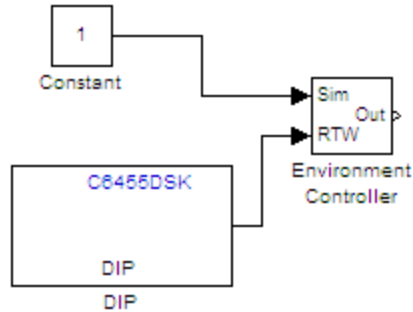 1
Constant
Sim
Out
RTW
Environment
Controller
C6455DSK
DIP
DIP